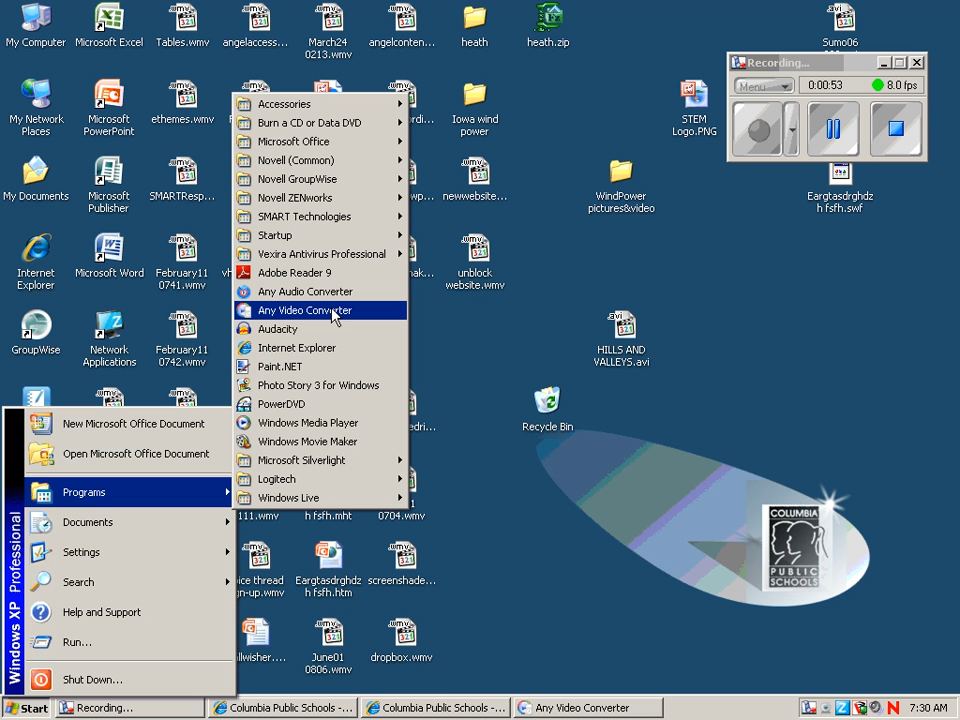 My Computer
Microsoft Excel
Tables.wmv
angelaccess...
March24
0213.wmv
angelconten...
heath
heath.zip
Sumo06
Recording...
Menu
0:00:53
8.0 fps
My Network
Places
Microsoft
PowerPoint
ethemes.wmv
Iowa wind
power
STEM
Logo.PNG
My Documents
Microsoft
Publisher
SMARTResp...
newwebsite...
WindPower
pictures&video
Eargtasdrghdz
h fsfh.swf
Internet
Explorer
Microsoft Word
February11
0741.wmv
unblock
website.wmv
GroupWise
Network
Applications
February11
0742.wmv
HILLS AND
VALLEYS.avi
Recycle Bin
Accessories
Burn a CD or Data DVD
Microsoft Office
Novell (Common)
Novell GroupWise
Novell ZENworks
SMART Technologies
Startup
Vexira Antivirus Professional
Adobe Reader 9
Any Audio Converter
Any Video Converter
Audacity
Internet Explorer
Paint.NET
Photo Story 3 for Windows
PowerDVD
Windows Media Player
Windows Movie Maker
Microsoft Silverlight
Logitech
Windows Live
111.wmv
h fsfh.mht
0704.wmv
New Microsoft Office Document
Open Microsoft Office Document
Programs
Documents
Settings
Search
Help and Support
Run...
Shut Down...
Windows XP Professional
ice thread
gn-up.wmv
Eargtasdrghdz
h fsfh.htm
screenshade...
allwisher....
June01
0806.wmv
dropbox.wmv
COLUMBIA
PUBLIC
SCHOOLS
Start
Recording...
Columbia Public Schools -...
Columbia Public Schools -...
Any Video Converter
7:30 AM